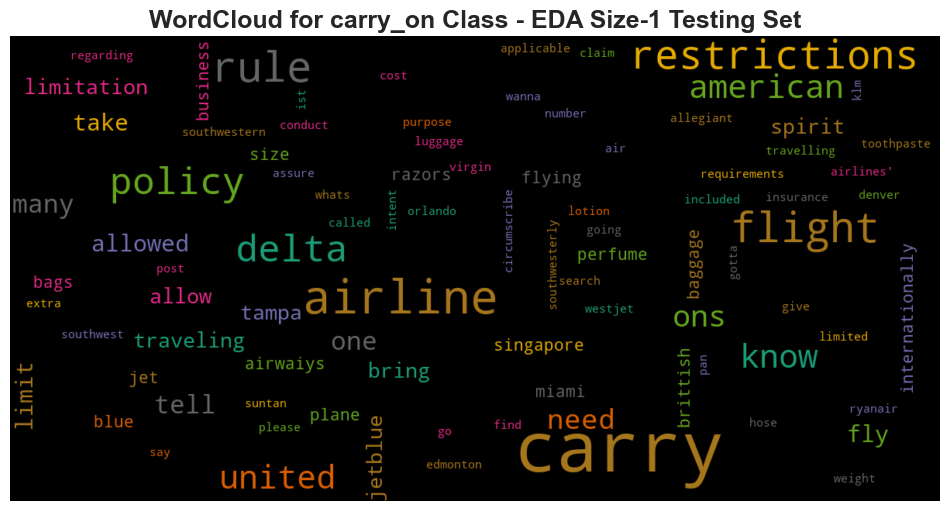 WordCloud for carry_on Class - EDA Size-1 Testing Set
regarding
business
rule
cost
applicable
claim
restrictions
limitation
ist
wanna
american
klm
take
southwestern
conduct
purpose
number
allegiant
spirit
toothpaste
luggage
size
air
travelling
policy
assure
razors
virgin
flying
requirements
airlines'
many
whats
intent
circumscribe
included
insurance
denver
called
orlando
lotion
allowed
delta
southwesterly
going
perfume
baggage
flight
gotta
internationally
post
bags
search
extra
allow
airline
westjet
give
tampa
ons
southwest
traveling
one
singapore
limited
know
limit
airwaiys
bring
brittish
pan
jet
miami
tell
suntan
plane
need
ryanair
blue
please
jetblue
go
find
carry
hose
fly
say
united
edmonton
weight